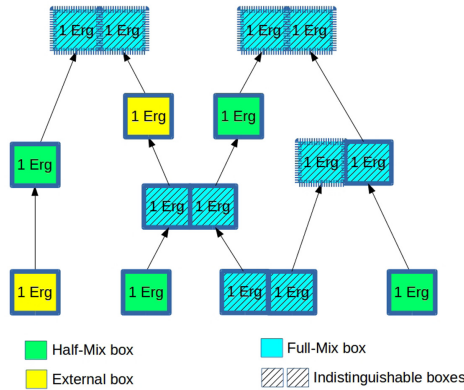 1 Erg 1 Erg 1 Erg 1 Erg
1 Erg 1 Erg
1 Erg 1 Erg 1 Erg
1 Erg 1 Erg
1 Erg 1 Erg 1 Erg 1 Erg 1 Erg
Half-Mix box Full-Mix box
External box Indistinguishable boxes